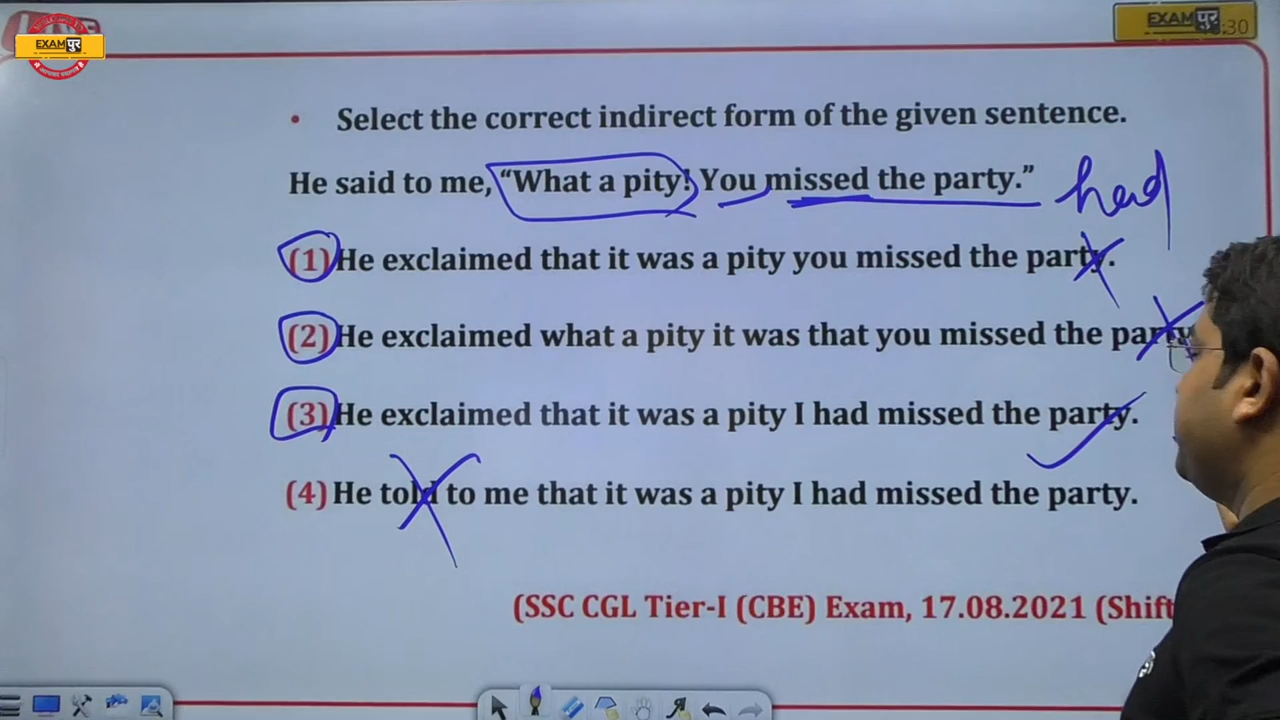 EXAMपुर
EXAMपुर
:30
• Select the correct indirect form of the given sentence.
He said to me, “What a pity! You missed the party.” had
(1) He exclaimed that it was a pity you missed the party.
(2) He exclaimed what a pity it was that you missed the party
(3) He exclaimed that it was a pity I had missed the party.
(4) He told to me that it was a pity I had missed the party.
(SSC CGL Tier-I (CBE) Exam, 17.08.2021 (Shift